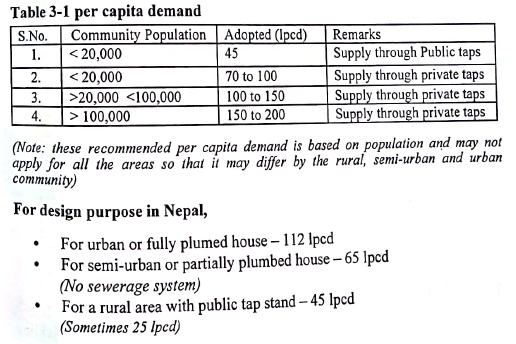 Table 3-1 per capita demand
S.No. Community Population Adopted (lpcd) Remarks
1. < 20,000 45 Supply through Public taps
2. < 20,000 70 to 100 Supply through private taps
3. >20,000 <100,000 100 to 150 Supply through private taps
4. > 100,000 150 to 200 Supply through private taps
(Note: these recommended per capita demand is based on population and may not
apply for all the areas so that it may differ by the rural, semi-urban and urban
community)
For design purpose in Nepal,
• For urban or fully plumed house – 112 lpcd
• For semi-urban or partially plumbed house – 65 lpcd
(No sewerage system)
• For a rural area with public tap stand – 45 lpcd
(Sometimes 25 lpcd)